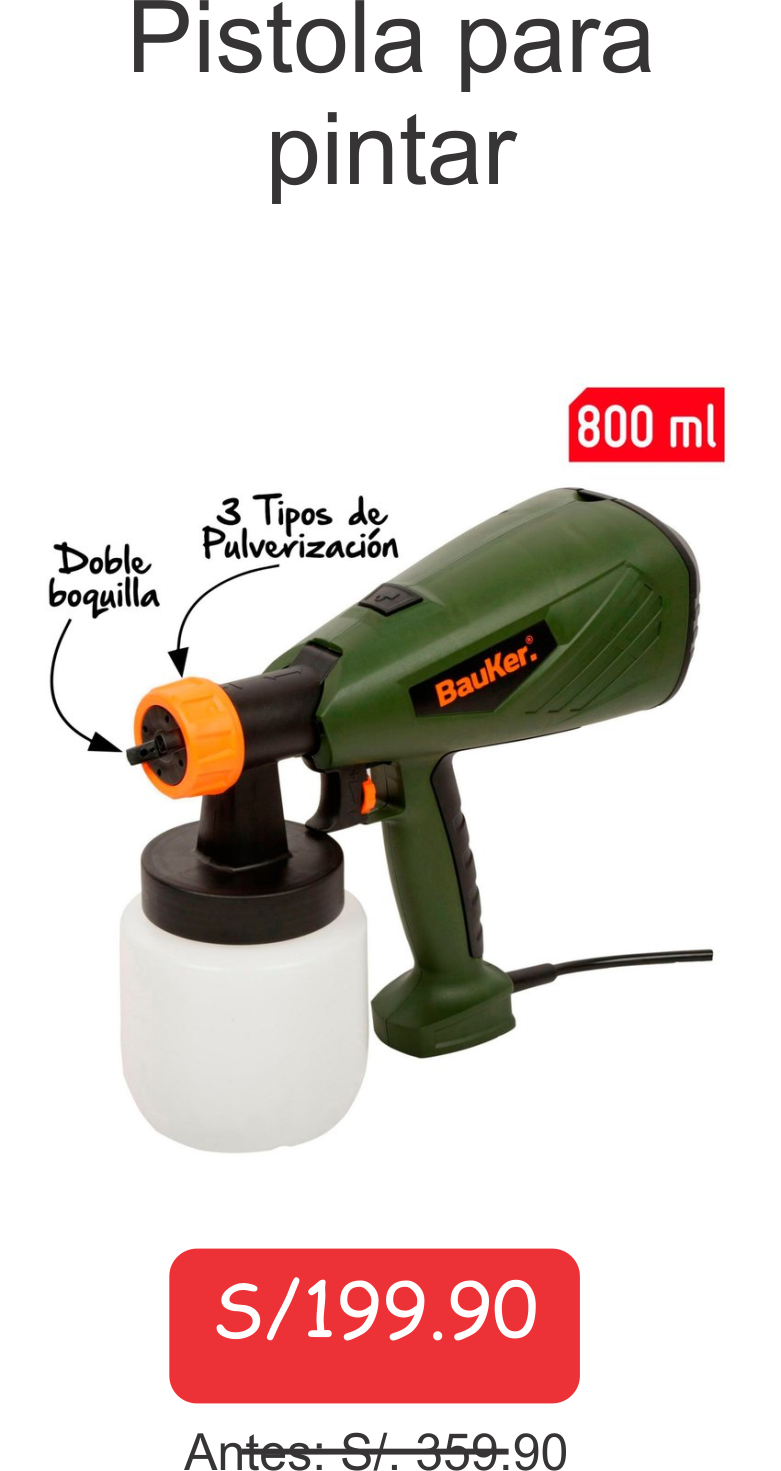 Pistola para
pintar
800 ml
3 Tipos de
Pulverización
Doble
boquilla
BauKer.®
S/199.90
Antes: S/. 359.90